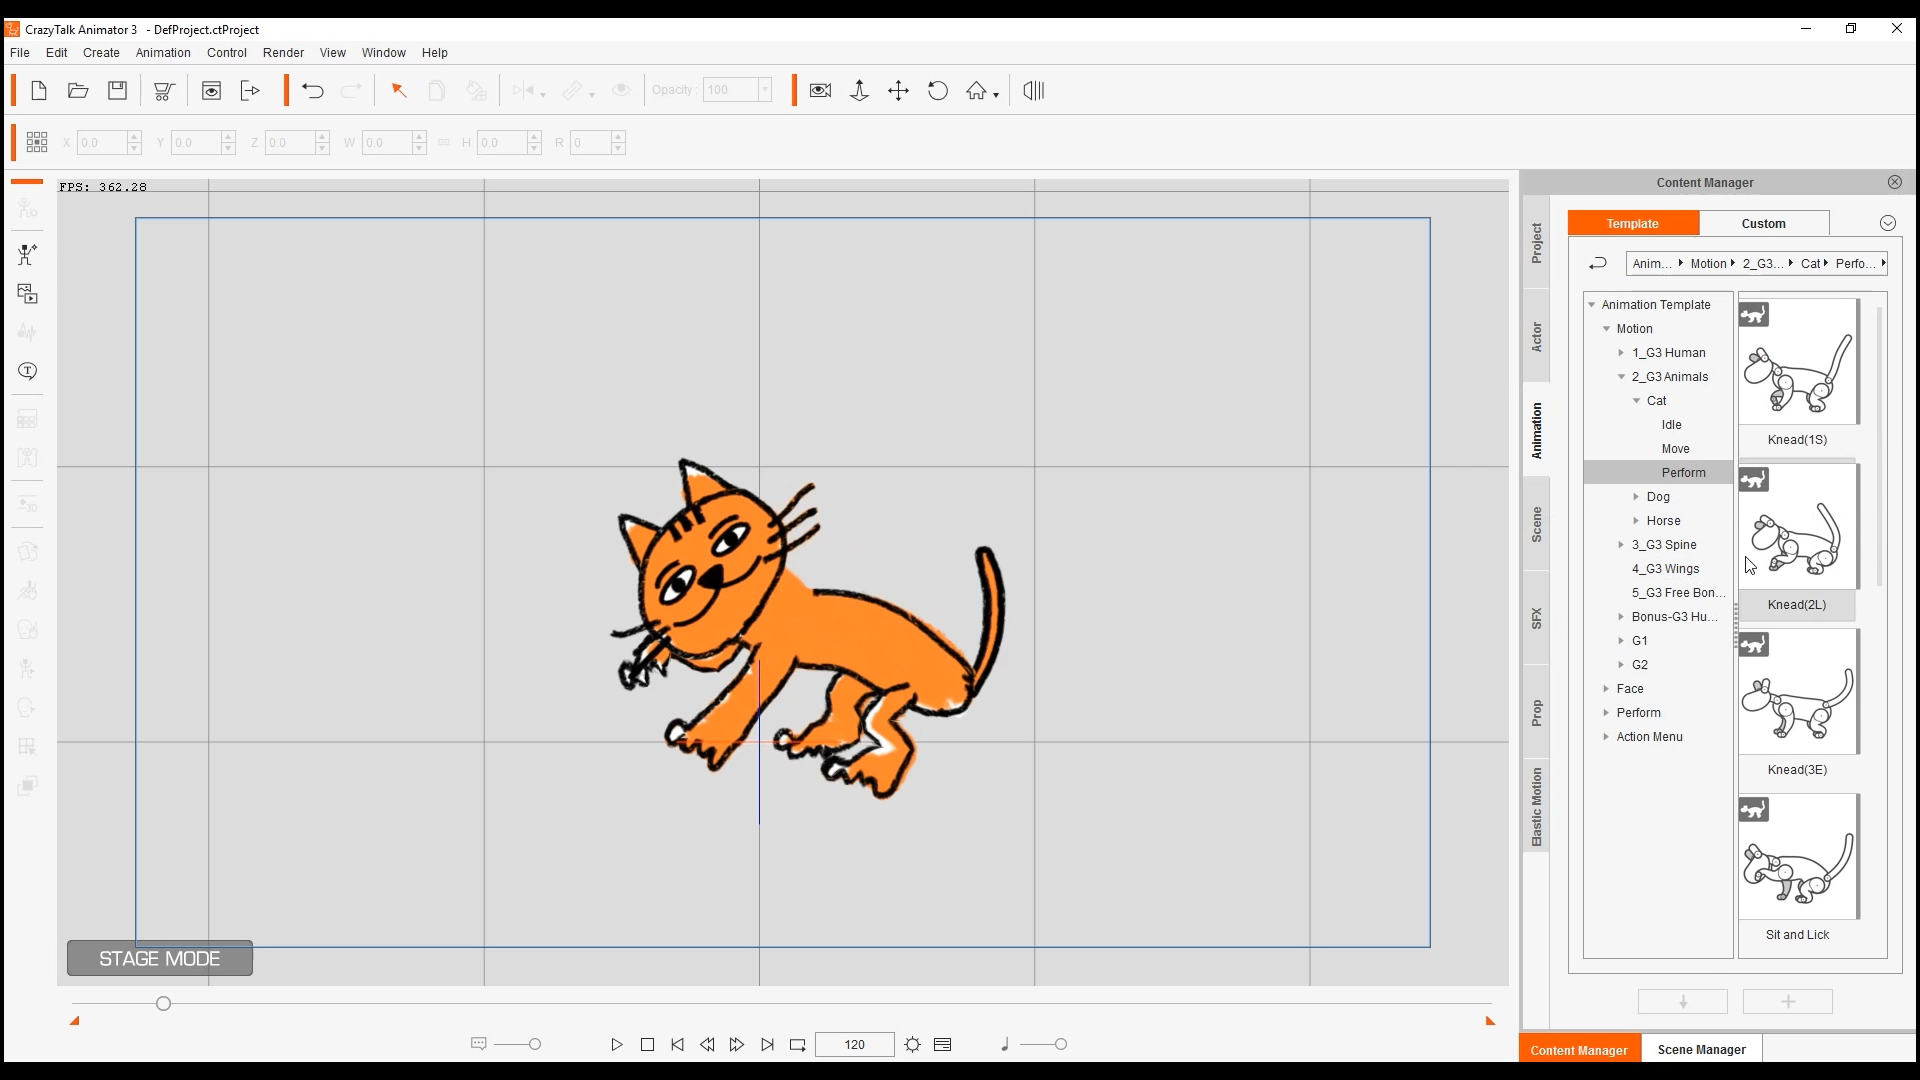 CrazyTalk Animator 3 - DefProject.ctProject
File Edit Create Animation Control Render View Window Help
Opacity : 100
X 0.0 Y 0.0 Z 0.0 W 0.0 H 0.0 R 0
FPS: 362.28
STAGE MODE
120
Content Manager
Template Custom
Anim... Motion 2_G3... Cat Perfo...
Project
Actor
Animation
Scene
SFX
Prop
Elastic Motion
Animation Template
Motion
1_G3 Human
2_G3 Animals
Cat
Idle
Move
Perform
Dog
Horse
3_G3 Spine
4_G3 Wings
5_G3 Free Bon...
Bonus-G3 Hu...
G1
G2
Face
Perform
Action Menu
Knead(1S)
Knead(2L)
Knead(3E)
Sit and Lick
Content Manager Scene Manager